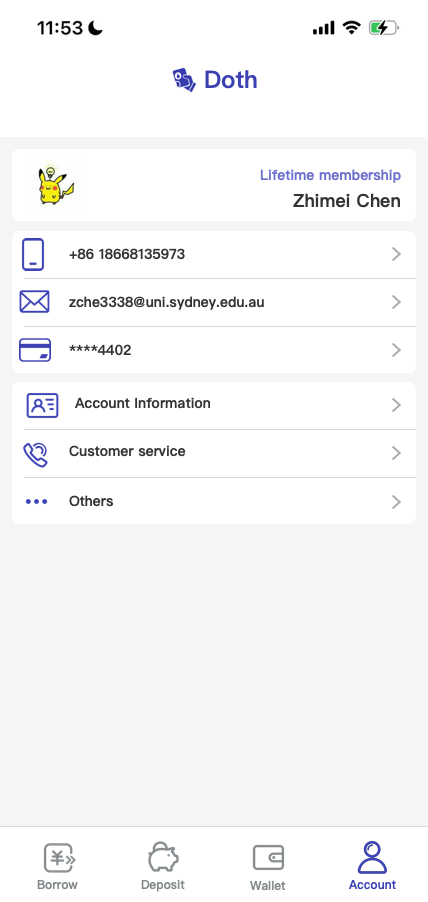 11:53
Doth
Lifetime membership
Zhimei Chen
+86 18668135973
zche3338@uni.sydney.edu.au
****4402
Account Information
Customer service
Others
Borrow
Deposit
Wallet
Account